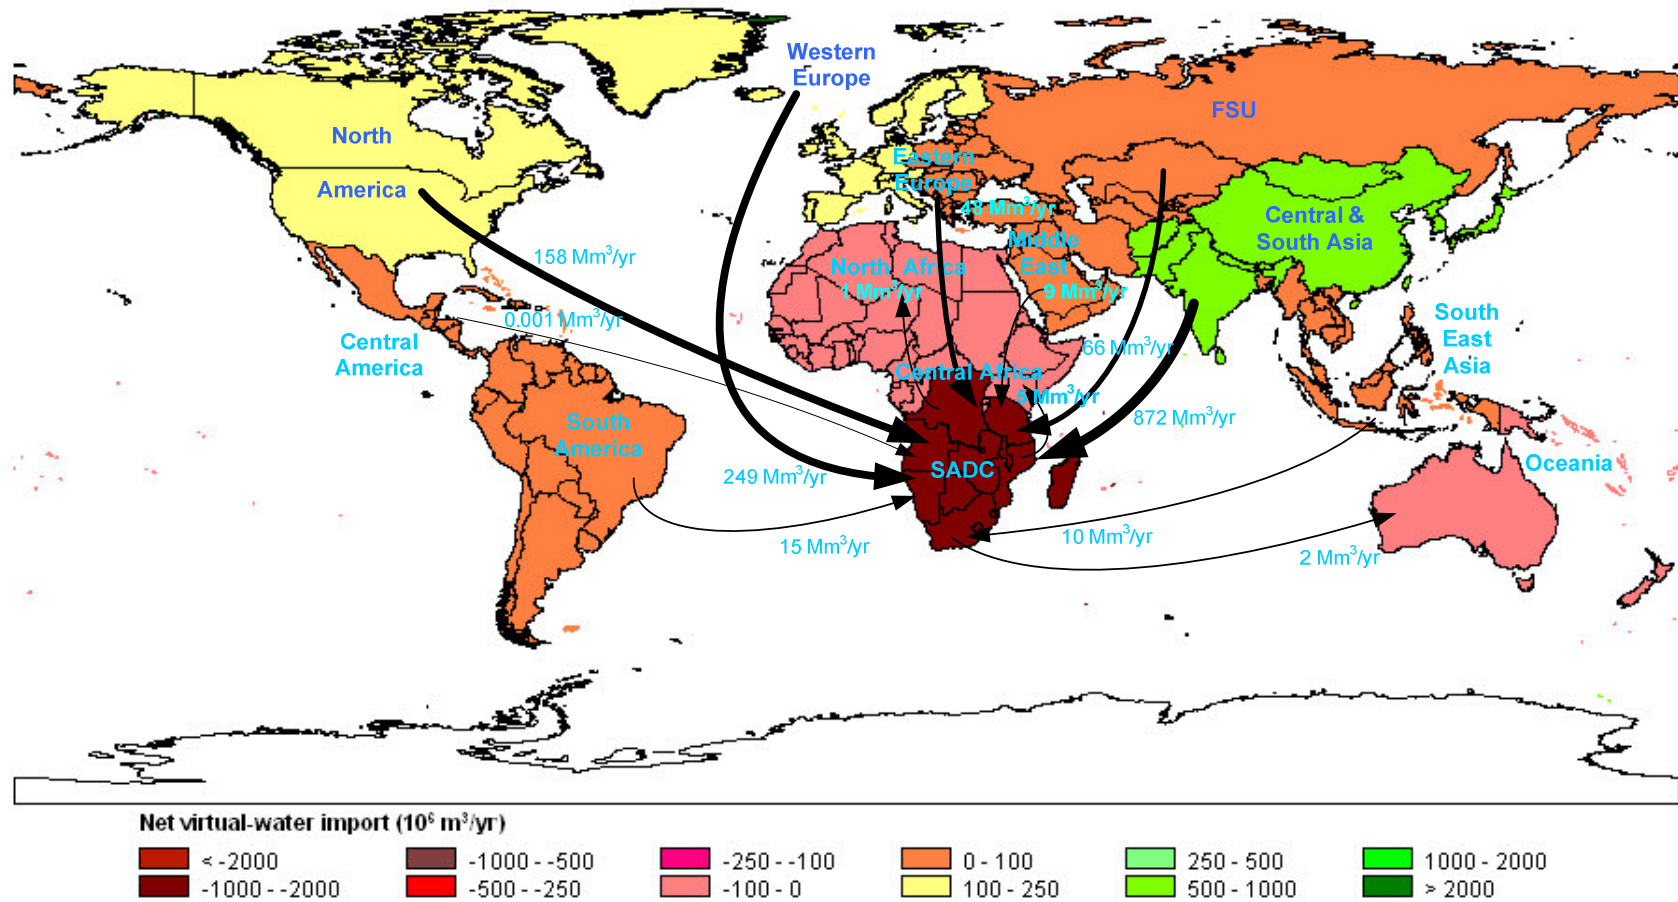 Western
Europe
North
America
FSU
Eastern
Europe
48 Mm³/yr
Central &
South Asia
Middle
East
North Africa
1 Mm³/yr
9 Mm³/yr
158 Mm³/yr
0.001 Mm³/yr
Central
America
South
East
Asia
66 Mm³/yr
Central Africa
5 Mm³/yr
872 Mm³/yr
South
America
SADC
Oceania
249 Mm³/yr
15 Mm³/yr
10 Mm³/yr
2 Mm³/yr
Net virtual-water import (10⁶ m³/yr)
< -2000
-1000 - -500
-250 - -100
0 - 100
250 - 500
1000 - 2000
-1000 - -2000
-500 - -250
-100 - 0
100 - 250
500 - 1000
> 2000